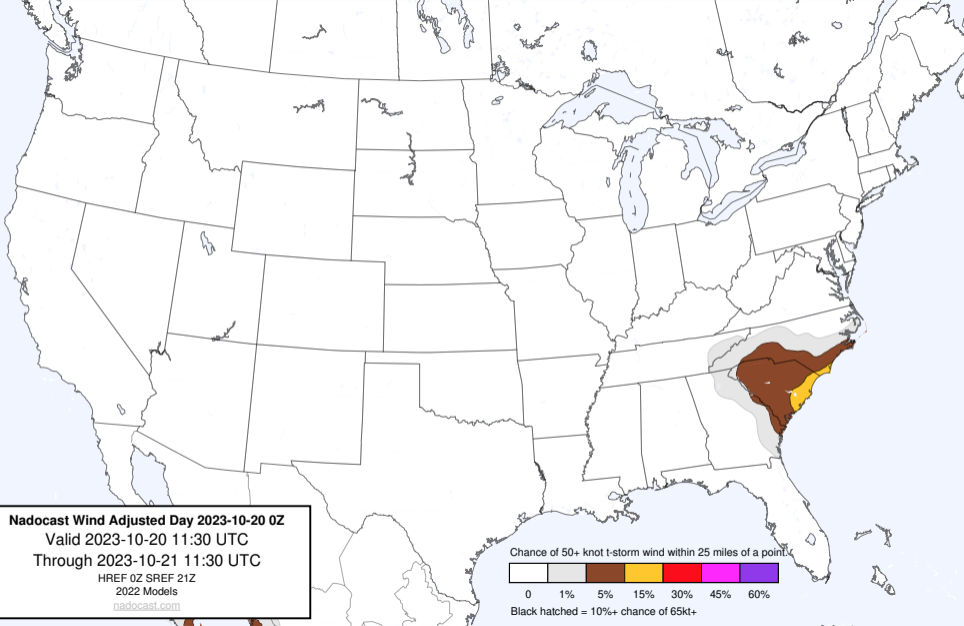 Nadocast Wind Adjusted Day 2023-10-20 0Z
Valid 2023-10-20 11:30 UTC
Through 2023-10-21 11:30 UTC
HREF 0Z SREF 21Z
2022 Models
nadocast.com
Chance of 50+ knot t-storm wind within 25 miles of a point.
0 1% 5% 15% 30% 45% 60%
Black hatched = 10%+ chance of 65kt+